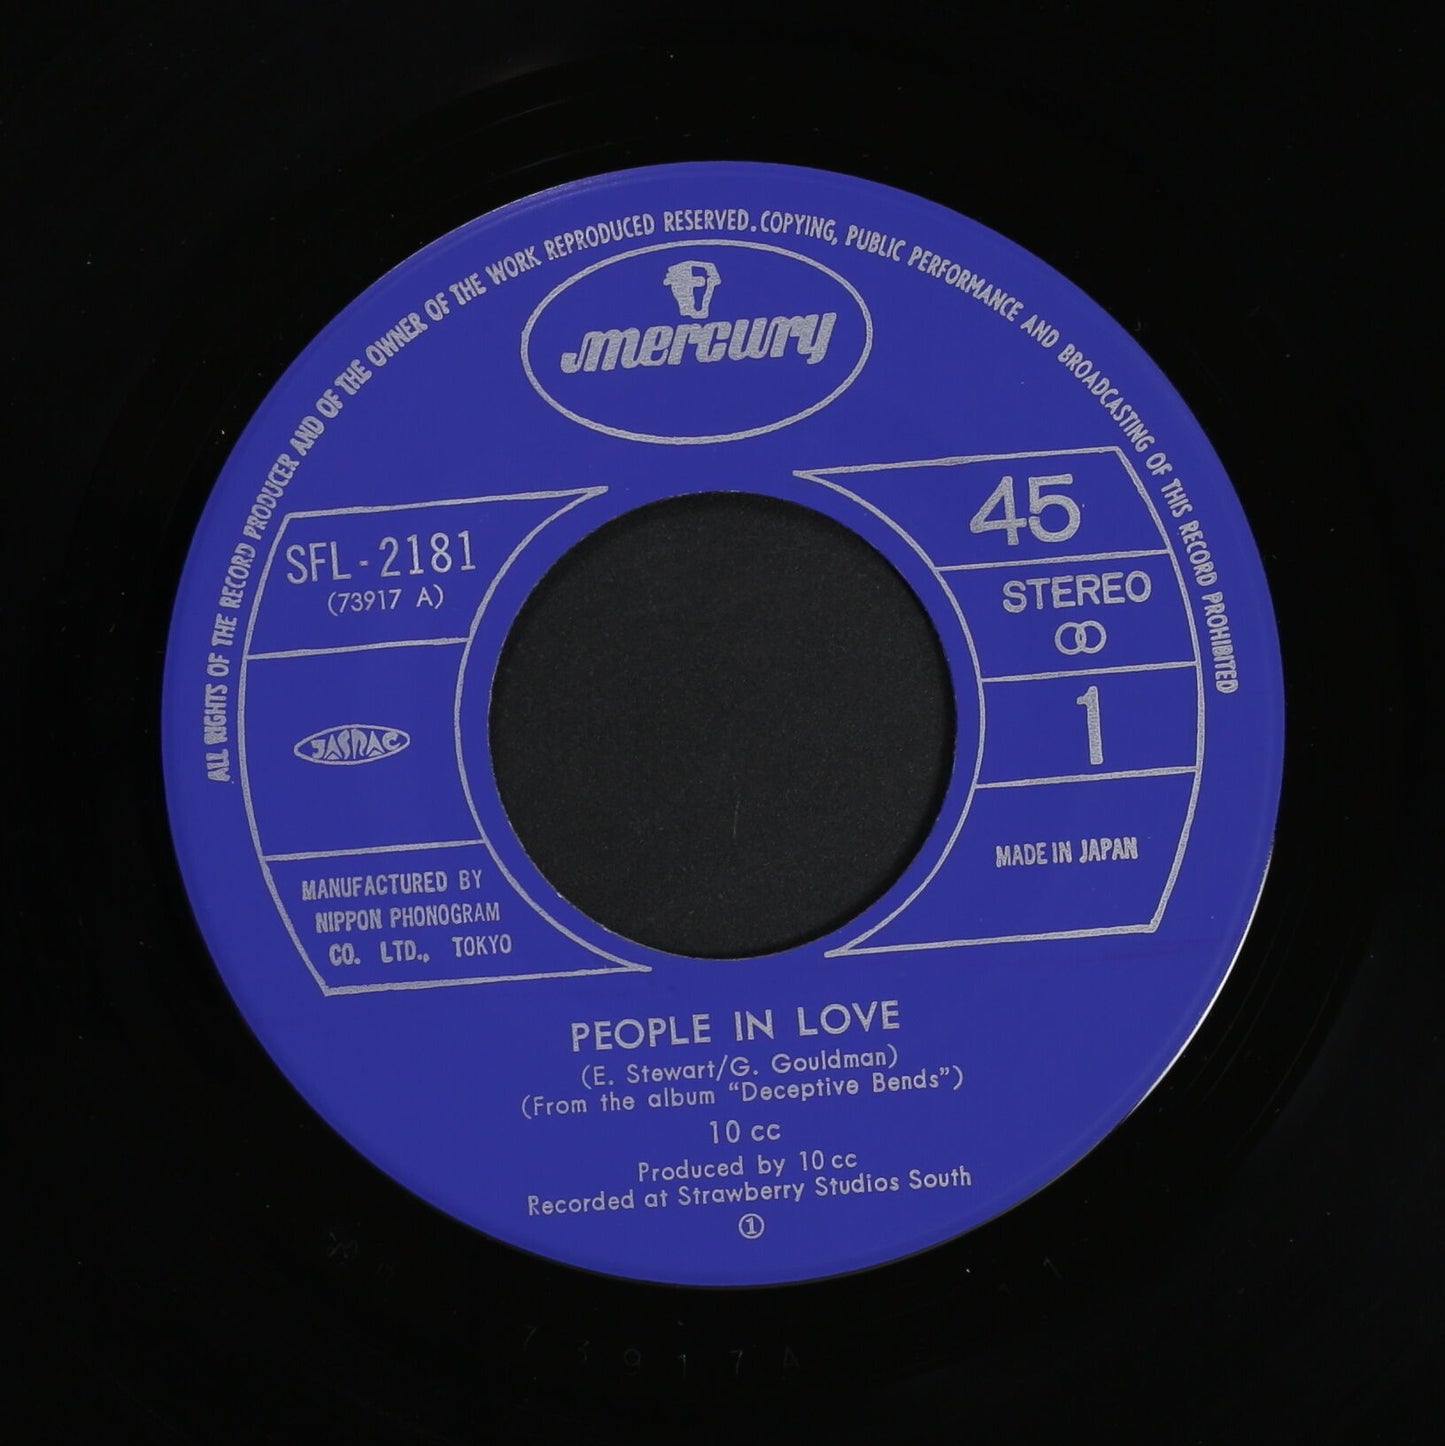 ALL RIGHTS OF THE RECORD PRODUCER AND OF THE OWNER OF THE WORK REPRODUCED RESERVED. COPYING, PUBLIC PERFORMANCE AND BROADCASTING OF THIS RECORD PROHIBITED
mercury
SFL-2181
(73917 A)
JASRAC
MANUFACTURED BY
NIPPON PHONOGRAM
CO. LTD., TOKYO
45
STEREO
1
MADE IN JAPAN
PEOPLE IN LOVE
(E. Stewart/G. Gouldman)
(From the album "Deceptive Bends")
10 cc
Produced by 10 cc
Recorded at Strawberry Studios South
①
73917A